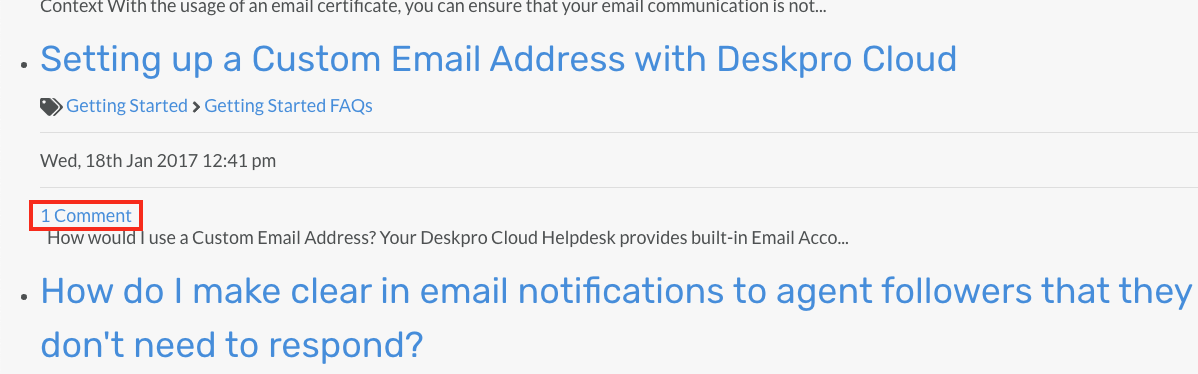 Context With the usage of an email certificate, you can ensure that your email communication is not...
Setting up a Custom Email Address with Deskpro Cloud
Getting Started > Getting Started FAQs
Wed, 18th Jan 2017 12:41 pm
1 Comment
How would I use a Custom Email Address? Your Deskpro Cloud Helpdesk provides built-in Email Acco...
How do I make clear in email notifications to agent followers that they
don't need to respond?